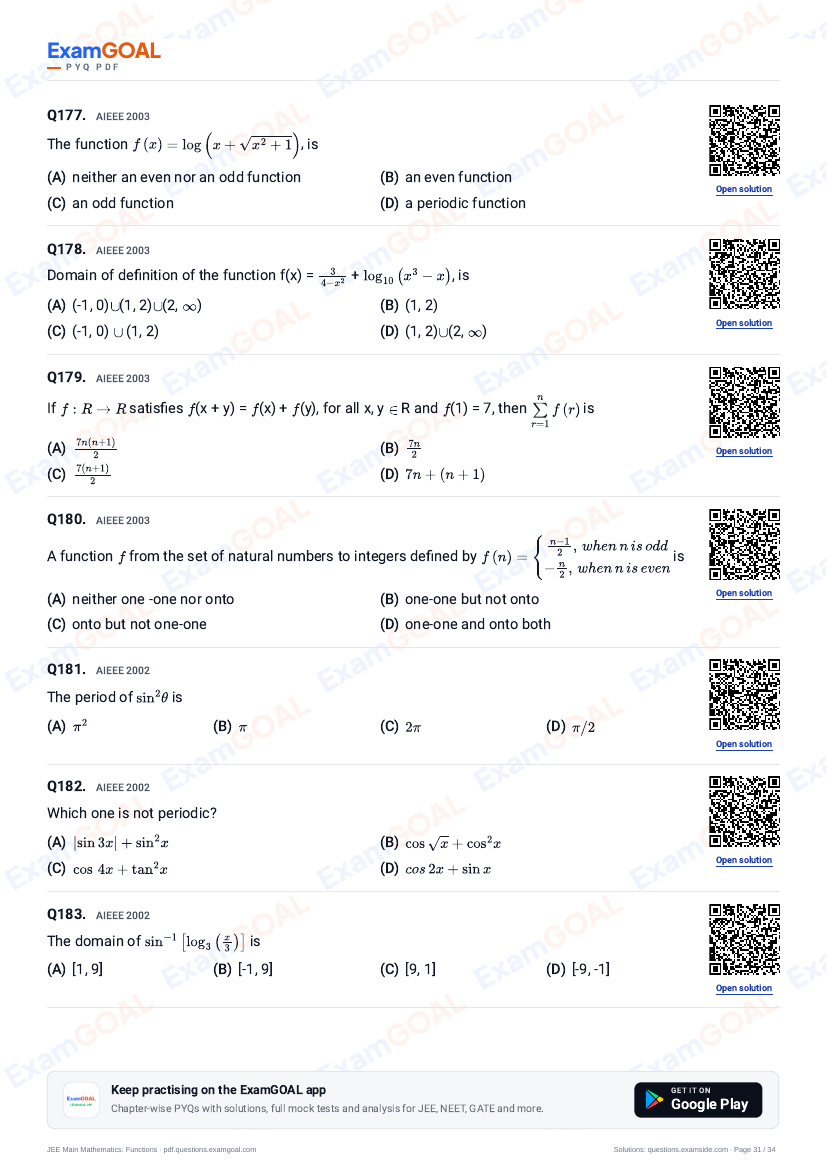 ExamGOAL
PYQ PDF
Q177. AIEEE 2003
The function f (x) = log (x + √(x² + 1)), is
(A) neither an even nor an odd function (B) an even function
(C) an odd function (D) a periodic function
Open solution
Q178. AIEEE 2003
Domain of definition of the function f(x) = 3/(4−x²) + log₁₀ (x³ − x), is
(A) (-1, 0)∪(1, 2)∪(2, ∞) (B) (1, 2)
(C) (-1, 0) ∪ (1, 2) (D) (1, 2)∪(2, ∞)
Open solution
Q179. AIEEE 2003
If f : R → R satisfies f(x + y) = f(x) + f(y), for all x, y ∈ R and f(1) = 7, then ∑_{r=1}^{n} f (r) is
(A) 7n(n+1)/2 (B) 7n/2
(C) 7(n+1)/2 (D) 7n + (n + 1)
Open solution
Q180. AIEEE 2003
A function f from the set of natural numbers to integers defined by f (n) = { (n−1)/2, when n is odd
−n/2, when n is even is
(A) neither one -one nor onto (B) one-one but not onto
(C) onto but not one-one (D) one-one and onto both
Open solution
Q181. AIEEE 2002
The period of sin²θ is
(A) π² (B) π (C) 2π (D) π/2
Open solution
Q182. AIEEE 2002
Which one is not periodic?
(A) |sin 3x| + sin²x (B) cos √x + cos²x
(C) cos 4x + tan²x (D) cos 2x + sin x
Open solution
Q183. AIEEE 2002
The domain of sin⁻¹ [log₃ (x/3)] is
(A) [1, 9] (B) [-1, 9] (C) [9, 1] (D) [-9, -1]
Open solution
ExamGOAL
Keep practising on the ExamGOAL app
Chapter-wise PYQs with solutions, full mock tests and analysis for JEE, NEET, GATE and more.
GET IT ON
Google Play
JEE Main Mathematics: Functions · pdf.questions.examgoal.com Solutions: questions.examside.com · Page 31 / 34